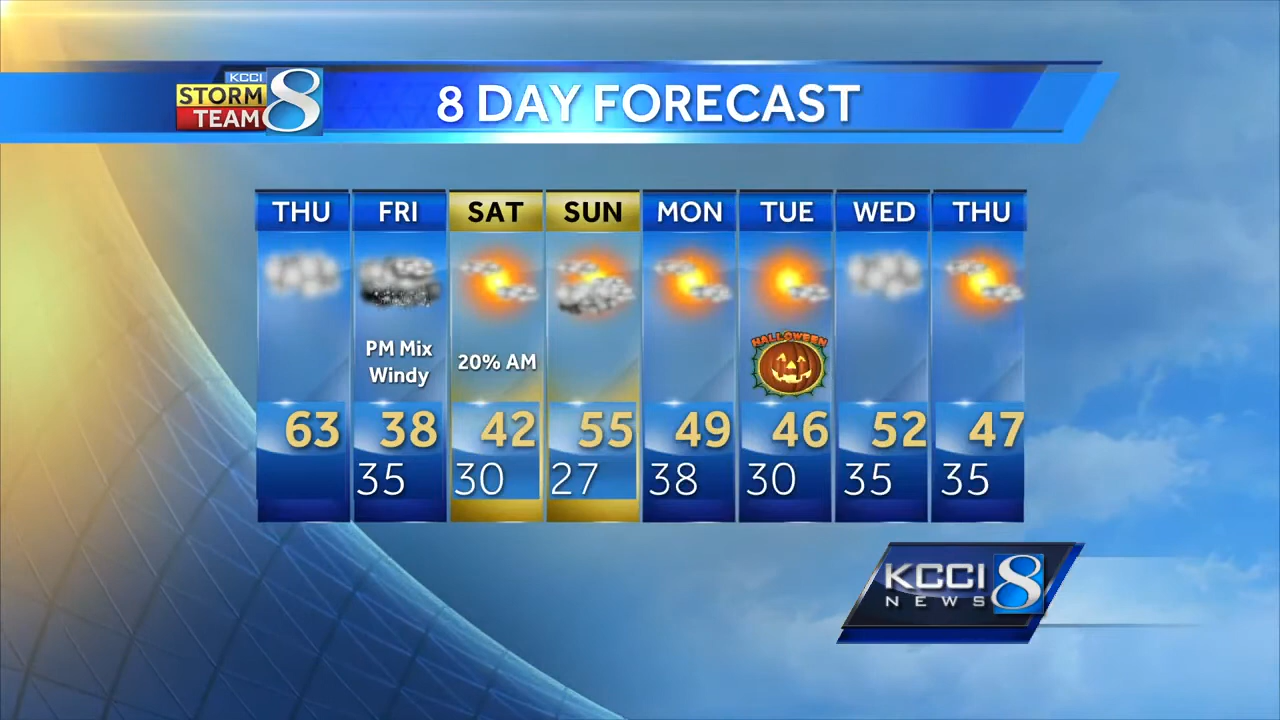 KCCI
STORM
TEAM
8
8 DAY FORECAST
THU FRI SAT SUN MON TUE WED THU
HALLOWEEN
PM Mix
Windy
20% AM
63 38 42 55 49 46 52 47
35 30 27 38 30 35 35
KCCI 8
NEWS